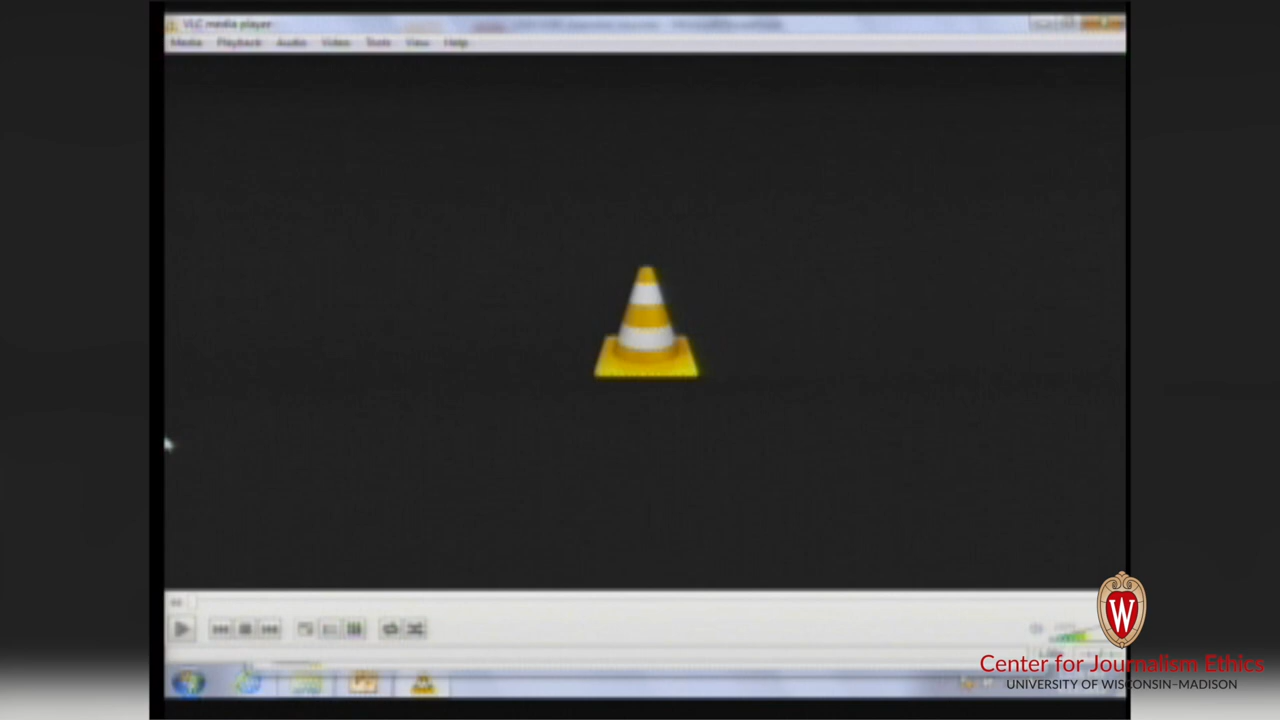 VLC media player
Media Playback Audio Video Tools View Help
W
Center for Journalism Ethics
UNIVERSITY OF WISCONSIN–MADISON